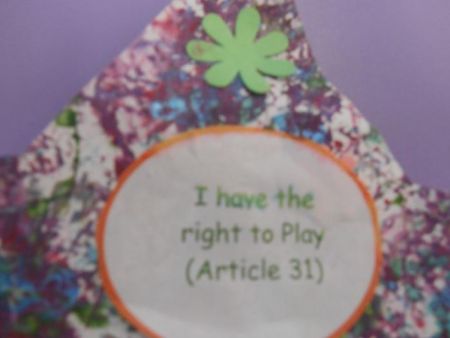 I have the
right to Play
(Article 31)